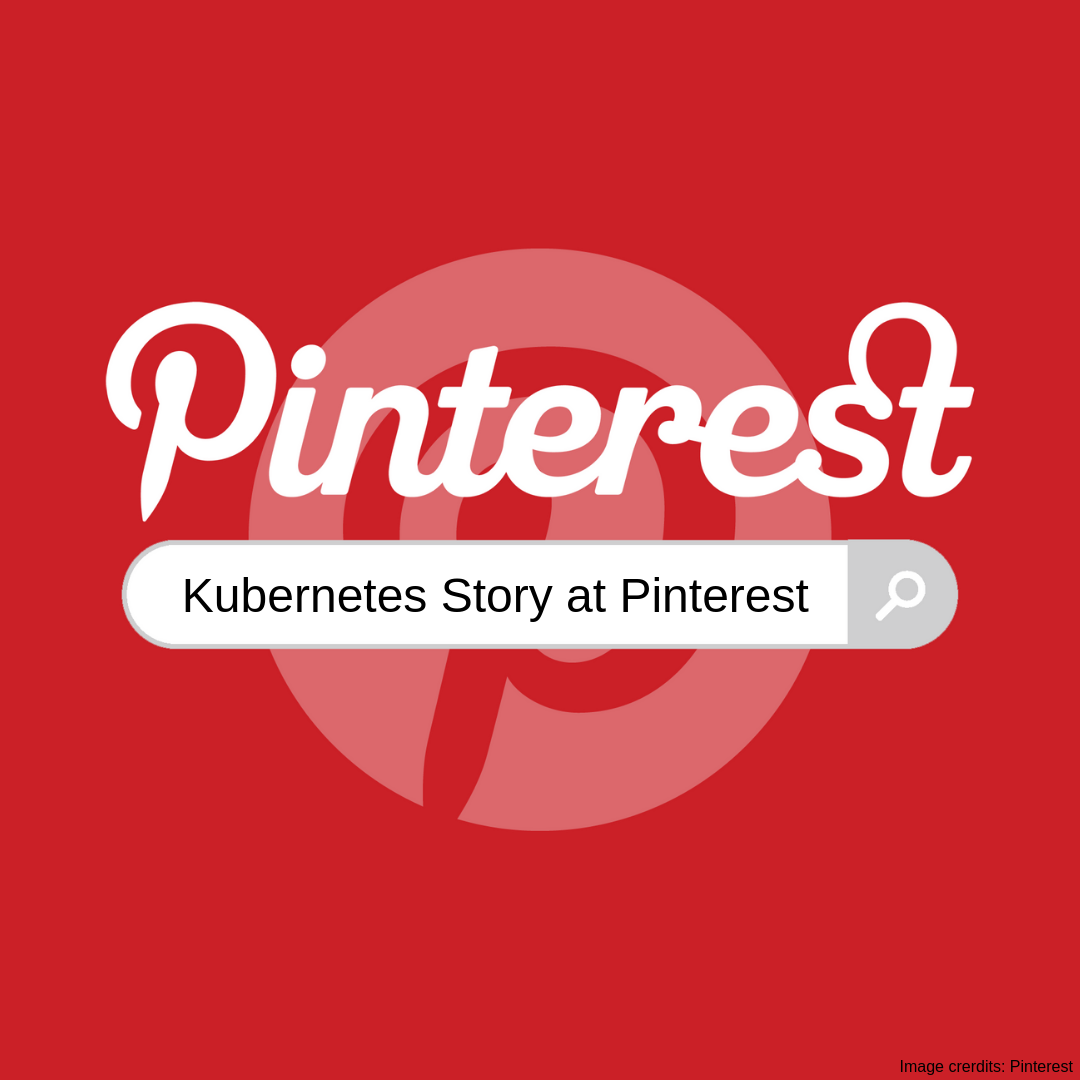 Pinterest
Kubernetes Story at Pinterest
Image crerdits: Pinterest